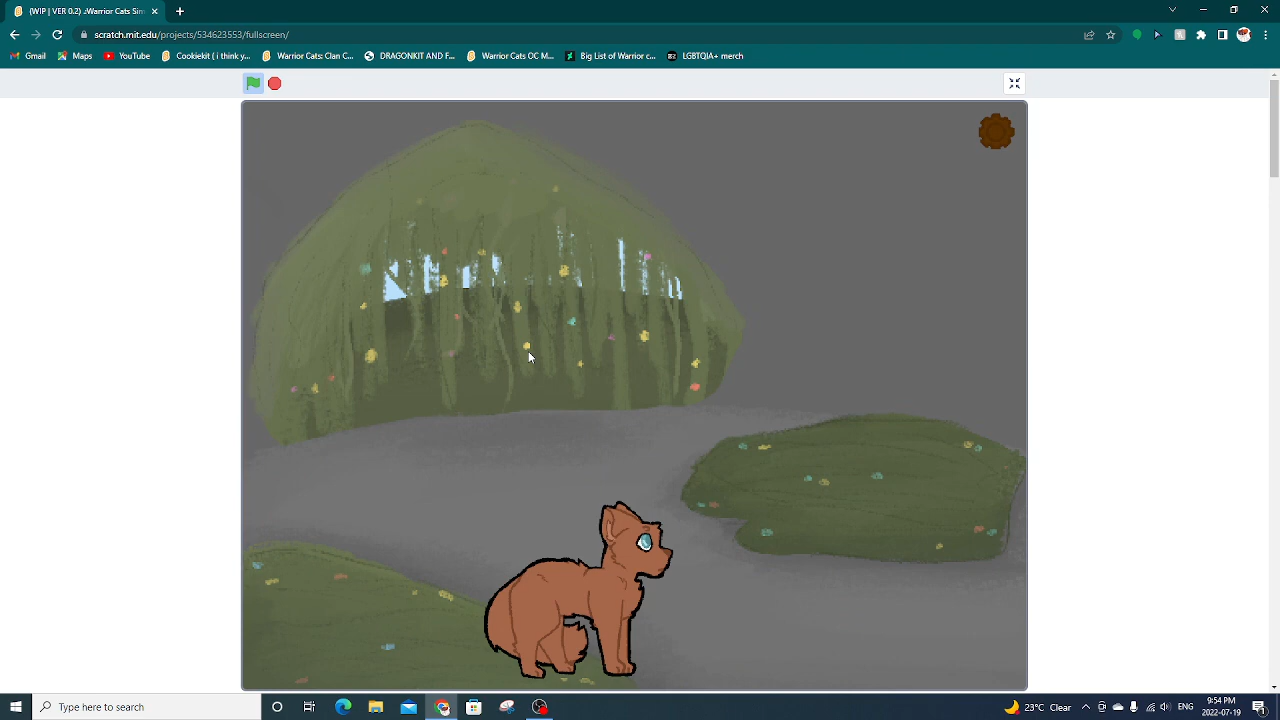 (WIP | VER 0.2) :Warrior Cats Sim
scratch.mit.edu/projects/534623553/fullscreen/
Gmail
Maps
YouTube
Cookiekit ( i think y...
Warrior Cats: Clan C...
DRAGONKIT AND F...
Warrior Cats OC M...
Big List of Warrior c...
LGBTQIA+ merch
Type here to search
23°C Clear
9:54 PM
2022-07-19